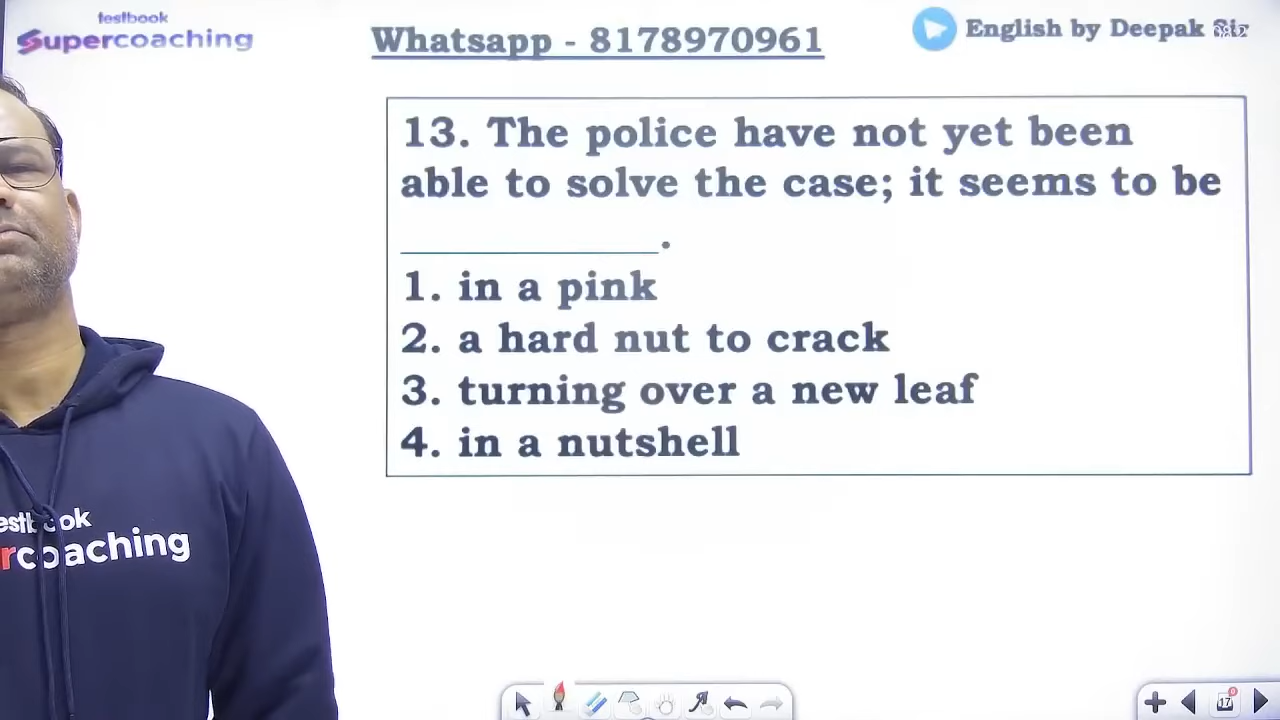 testbook
Supercoaching
Whatsapp - 8178970961
English by Deepak Sir
13. The police have not yet been
able to solve the case; it seems to be
____________.
1. in a pink
2. a hard nut to crack
3. turning over a new leaf
4. in a nutshell
estbook
rcoaching
17